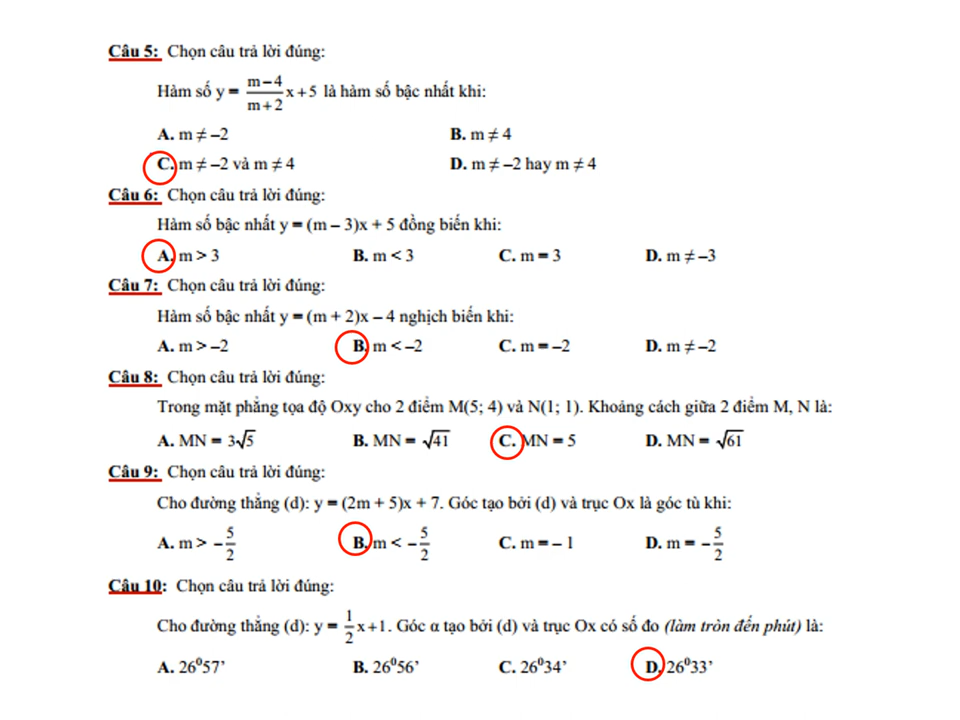 Câu 5: Chọn câu trả lời đúng:
Hàm số y = (m−4)/(m+2) x + 5 là hàm số bậc nhất khi:
A. m ≠ –2 B. m ≠ 4
C. m ≠ –2 và m ≠ 4 D. m ≠ –2 hay m ≠ 4
Câu 6: Chọn câu trả lời đúng:
Hàm số bậc nhất y = (m – 3)x + 5 đồng biến khi:
A. m > 3 B. m < 3 C. m = 3 D. m ≠ –3
Câu 7: Chọn câu trả lời đúng:
Hàm số bậc nhất y = (m + 2)x – 4 nghịch biến khi:
A. m > –2 B. m < –2 C. m = –2 D. m ≠ –2
Câu 8: Chọn câu trả lời đúng:
Trong mặt phẳng tọa độ Oxy cho 2 điểm M(5; 4) và N(1; 1). Khoảng cách giữa 2 điểm M, N là:
A. MN = 3√5 B. MN = √41 C. MN = 5 D. MN = √61
Câu 9: Chọn câu trả lời đúng:
Cho đường thẳng (d): y = (2m + 5)x + 7. Góc tạo bởi (d) và trục Ox là góc tù khi:
A. m > −5/2 B. m < −5/2 C. m = – 1 D. m = −5/2
Câu 10: Chọn câu trả lời đúng:
Cho đường thẳng (d): y = 1/2 x + 1. Góc α tạo bởi (d) và trục Ox có số đo (làm tròn đến phút) là:
A. 26⁰57’ B. 26⁰56’ C. 26⁰34’ D. 26⁰33’